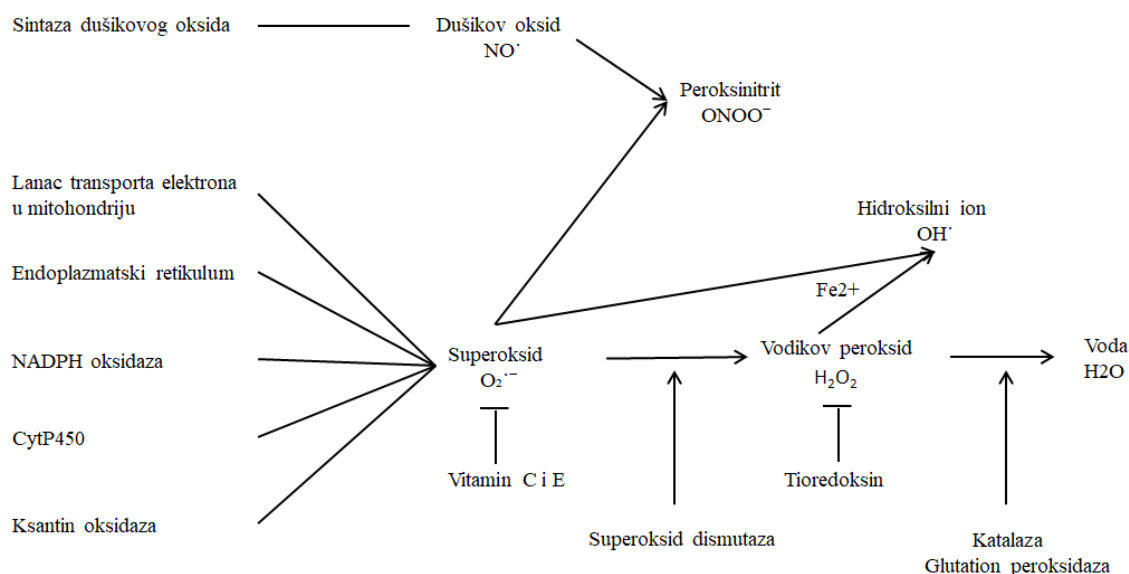 Sintaza dušikovog oksida
Dušikov oksid
NO˙
Peroksinitrit
ONOO⁻
Lanac transporta elektrona
u mitohondriju
Hidroksilni ion
OH˙
Endoplazmatski retikulum
Fe2+
NADPH oksidaza
Superoksid
O₂˙⁻
Vodikov peroksid
H₂O₂
Voda
H2O
CytP450
Vitamin C i E
Tioredoksin
Ksantin oksidaza
Superoksid dismutaza
Katalaza
Glutation peroksidaza